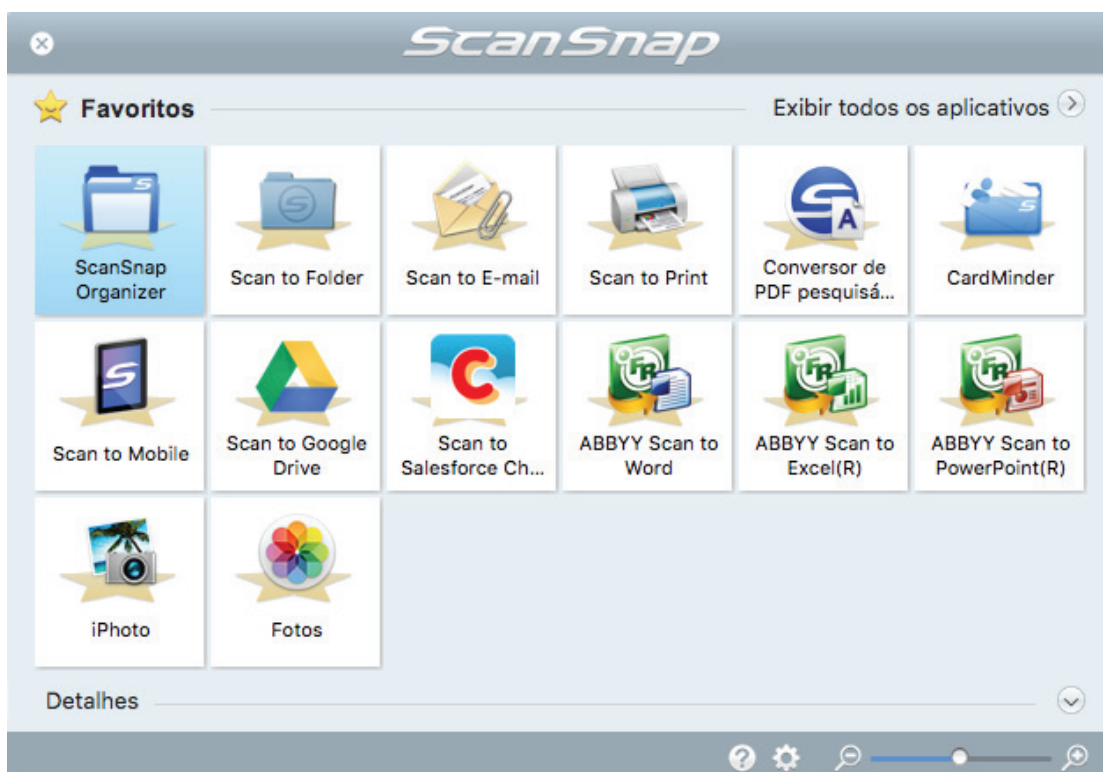 ScanSnap
Favoritos
Exibir todos os aplicativos
ScanSnap
Organizer
Scan to Folder
Scan to E-mail
Scan to Print
Conversor de
PDF pesquisá...
CardMinder
Scan to Mobile
Scan to Google
Drive
Scan to
Salesforce Ch...
ABBYY Scan to
Word
ABBYY Scan to
Excel(R)
ABBYY Scan to
PowerPoint(R)
iPhoto
Fotos
Detalhes